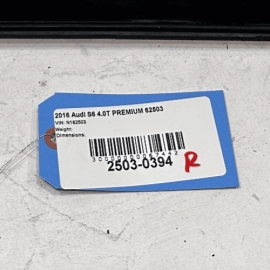 2016 Audi S6 4.0T PREMIUM 62503
VIN: N162503
Weight:
Dimensions:
2503-0394
R